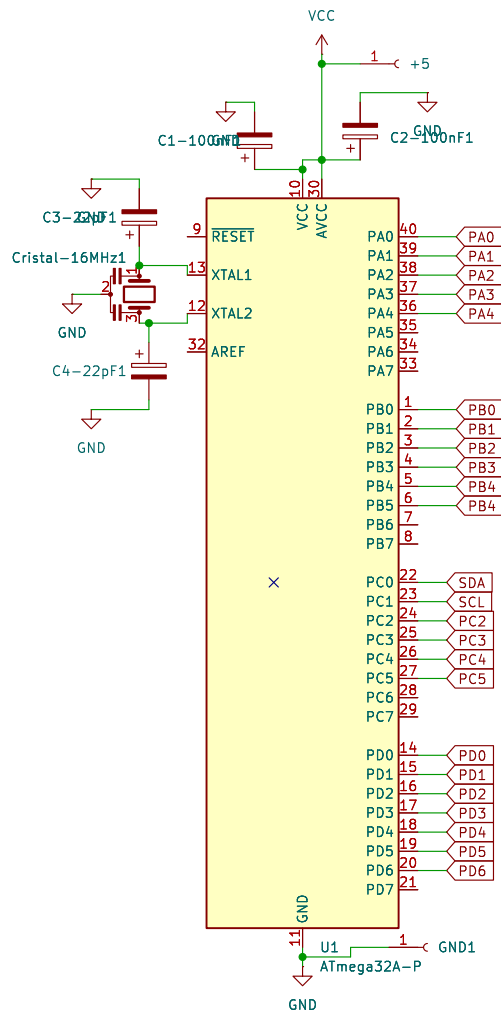 VCC
1
+5
C1-100nF1
GND
GND
C2-100nF1
10
30
VCC
AVCC
C3-22pF1
GND
9
RESET
PA0
40
PA0
Cristal-16MHz1
PA1
39
PA1
1
13
XTAL1
PA2
38
PA2
2
PA3
37
PA3
3
12
XTAL2
PA4
36
PA4
GND
PA5
35
32
AREF
PA6
34
C4-22pF1
PA7
33
GND
PB0
1
PB0
PB1
2
PB1
PB2
3
PB2
PB3
4
PB3
PB4
5
PB4
PB5
6
PB4
PB6
7
PB7
8
PC0
22
SDA
PC1
23
SCL
PC2
24
PC2
PC3
25
PC3
PC4
26
PC4
PC5
27
PC5
PC6
28
PC7
29
PD0
14
PD0
PD1
15
PD1
PD2
16
PD2
PD3
17
PD3
PD4
18
PD4
PD5
19
PD5
PD6
20
PD6
PD7
21
GND
11
U1
1
GND1
ATmega32A-P
GND